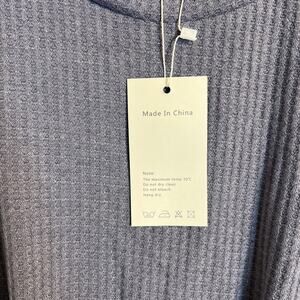 Made In China
Note:
The maximum temp 30℃
Do not dry clean
Do not bleach
Hang dry